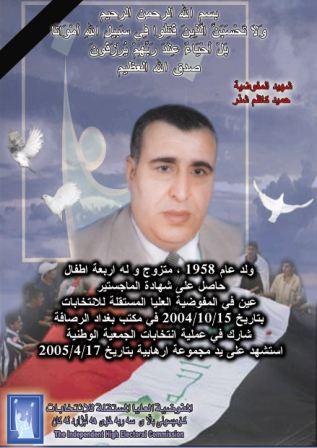 بسم الله الرحمن الرحيم
ولا تحسبن الذين قتلوا في سبيل الله امواتا
بل احياء عند ربهم يرزقون
صدق الله العظيم
شهيد المفوضية
حميد كاظم شذر
ولد عام 1958 ، متزوج و له اربعة اطفال
حاصل على شهادة الماجستير
عين في المفوضية العليا المستقلة للانتخابات
بتاريخ 2004/10/15 في مكتب بغداد الرصافة
شارك في عملية انتخابات الجمعية الوطنية
استشهد على يد مجموعة ارهابية بتاريخ 2005/4/17
المفوضية العليا المستقلة للانتخابات
The Independent High Electoral Commission